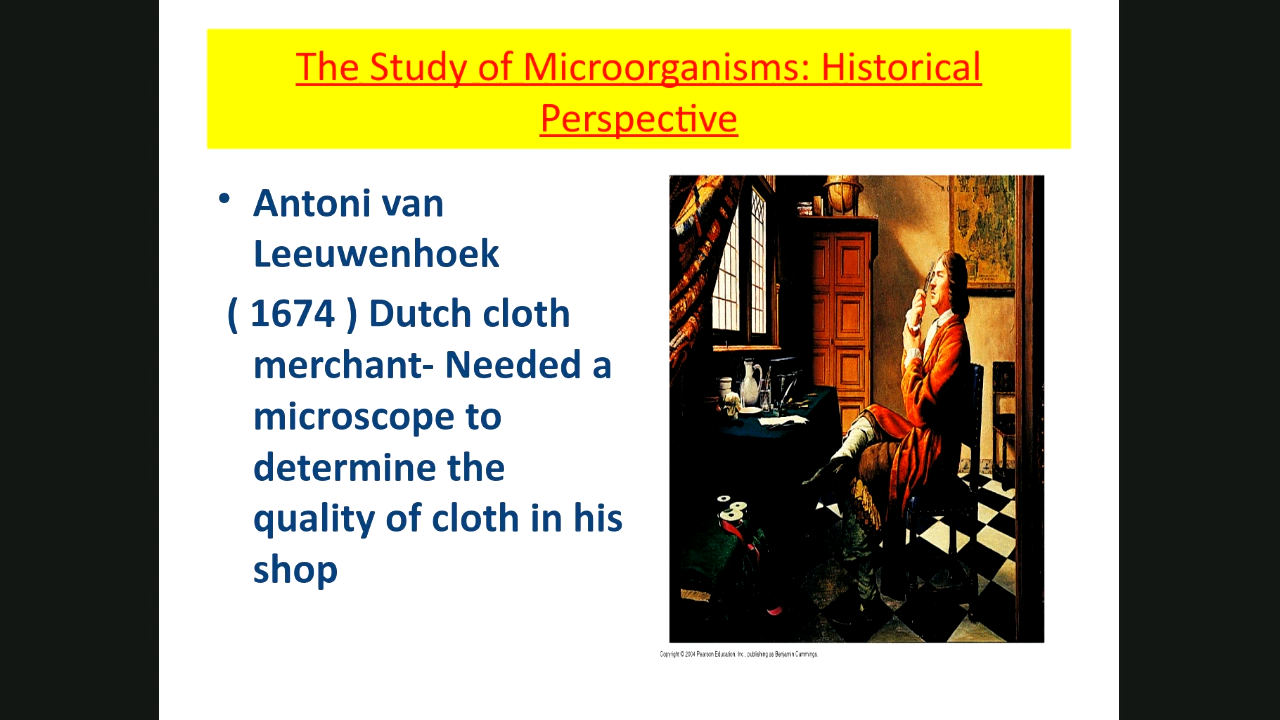 The Study of Microorganisms: Historical
Perspective
• Antoni van
Leeuwenhoek
( 1674 ) Dutch cloth
merchant- Needed a
microscope to
determine the
quality of cloth in his
shop
Copyright © 2004 Pearson Education, Inc., publishing as Benjamin Cummings.